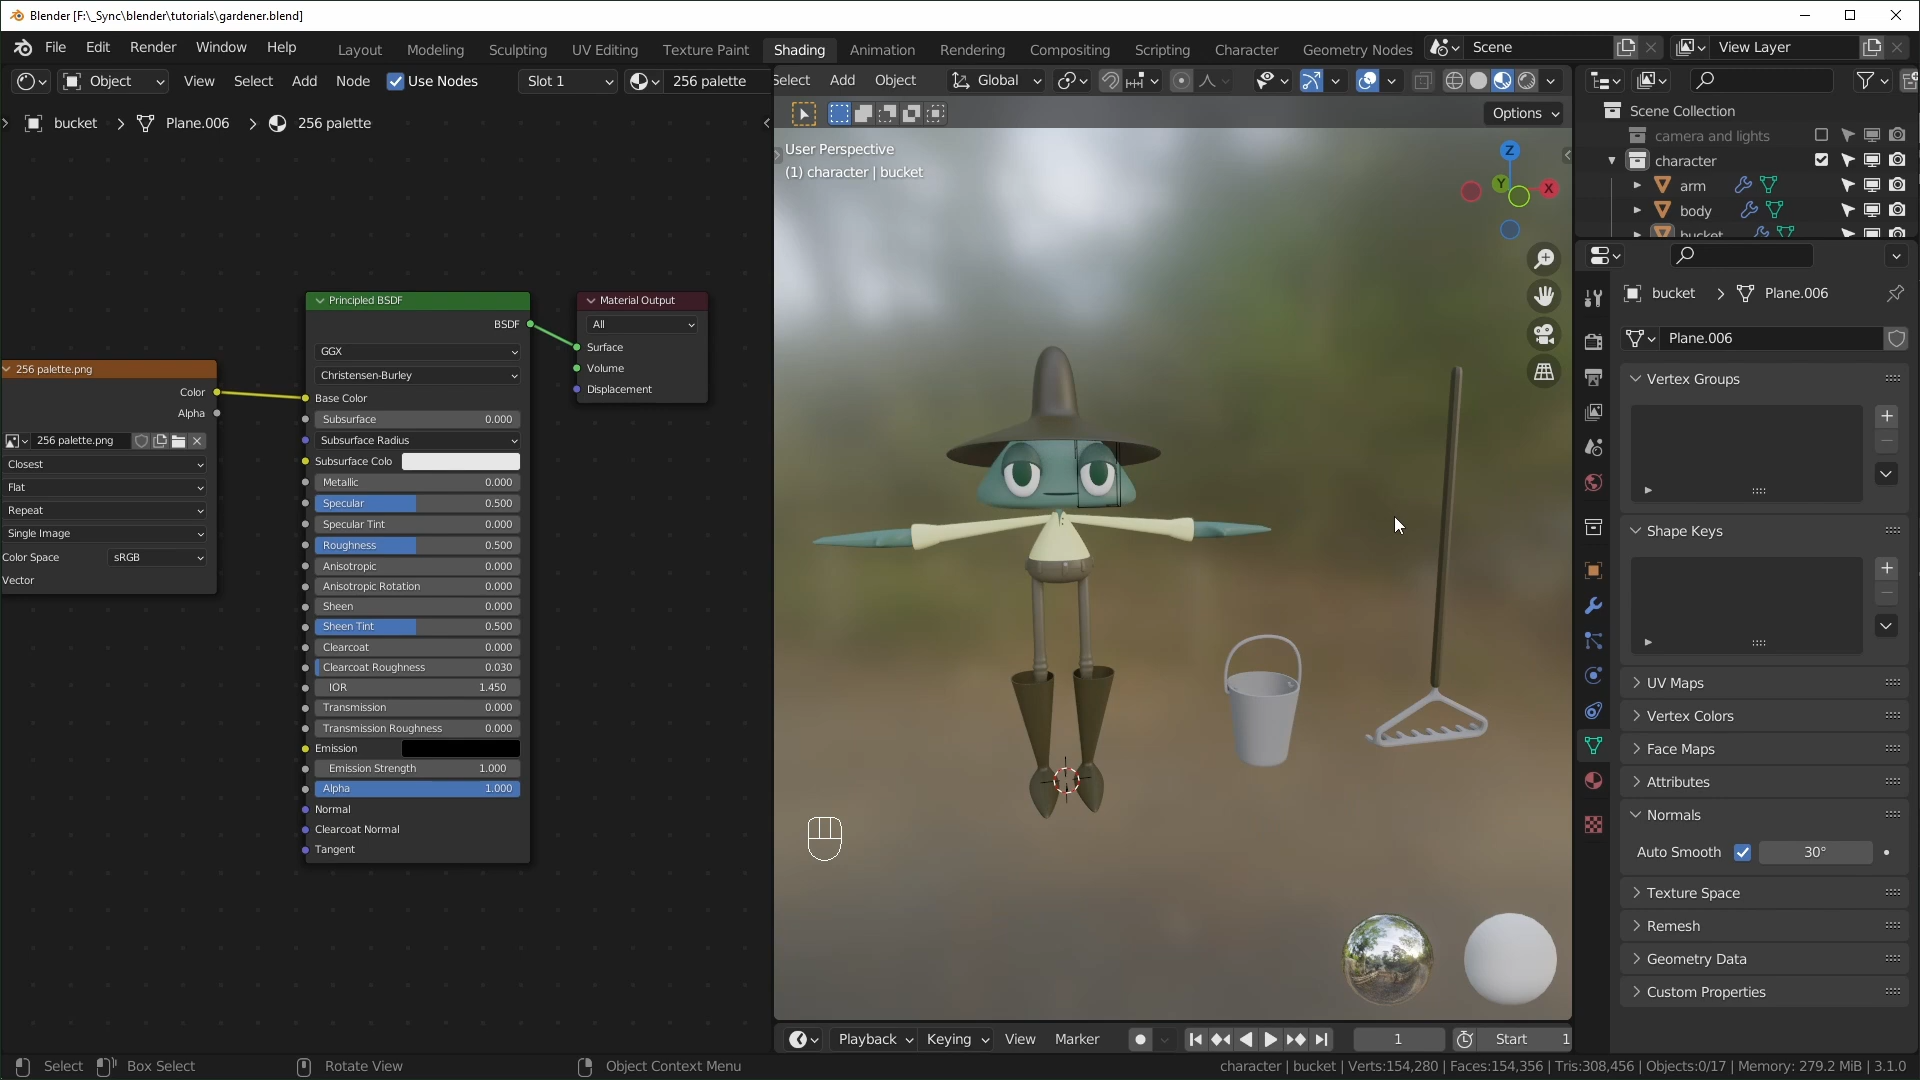 Blender [F:\_Sync\blender\tutorials\gardener.blend]
File Edit Render Window Help
Layout Modeling Sculpting UV Editing Texture Paint Shading Animation Rendering Compositing Scripting Character Geometry Nodes
Scene
View Layer
Object View Select Add Node Use Nodes Slot 1 256 palette
Select Add Object Global
bucket Plane.006 256 palette
Options
User Perspective
(1) character | bucket
Z
Y
X
Scene Collection
camera and lights
character
arm
body
bucket
bucket Plane.006
Plane.006
Vertex Groups
Shape Keys
UV Maps
Vertex Colors
Face Maps
Attributes
Normals
Auto Smooth 30°
Texture Space
Remesh
Geometry Data
Custom Properties
256 palette.png
Color
Alpha
256 palette.png
Closest
Flat
Repeat
Single Image
Color Space sRGB
Vector
Principled BSDF
BSDF
GGX
Christensen-Burley
Base Color
Subsurface 0.000
Subsurface Radius
Subsurface Colo
Metallic 0.000
Specular 0.500
Specular Tint 0.000
Roughness 0.500
Anisotropic 0.000
Anisotropic Rotation 0.000
Sheen 0.000
Sheen Tint 0.500
Clearcoat 0.000
Clearcoat Roughness 0.030
IOR 1.450
Transmission 0.000
Transmission Roughness 0.000
Emission
Emission Strength 1.000
Alpha 1.000
Normal
Clearcoat Normal
Tangent
Material Output
All
Surface
Volume
Displacement
Playback Keying View Marker 1 Start 1
Select Box Select Rotate View Object Context Menu
character | bucket | Verts:154,280 | Faces:154,356 | Tris:308,456 | Objects:0/17 | Memory: 279.2 MiB | 3.1.0